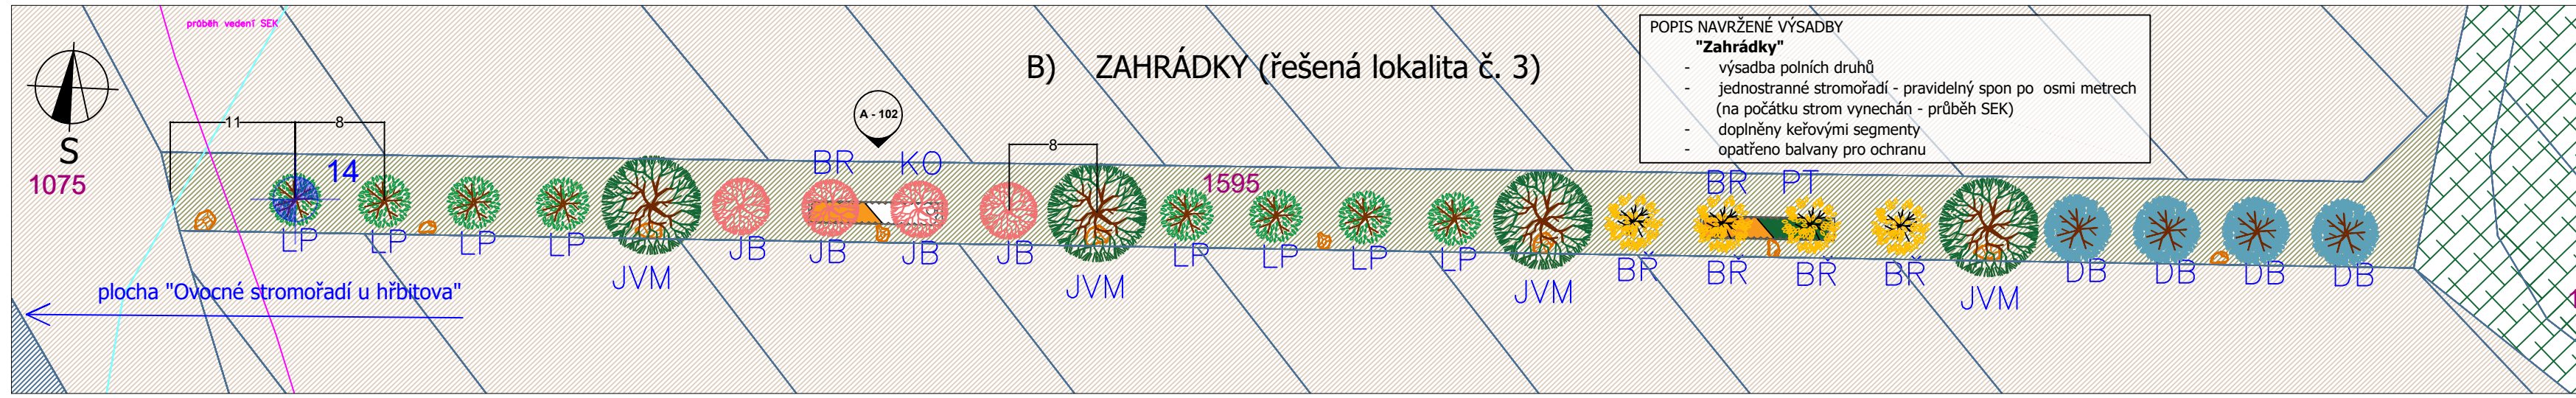 průběh vedení SEK
B) ZAHRÁDKY (řešená lokalita č. 3)
POPIS NAVRŽENÉ VÝSADBY
"Zahrádky"
- výsadba polních druhů
- jednostranné stromořadí - pravidelný spon po osmi metrech
(na počátku strom vynechán - průběh SEK)
- doplněny keřovými segmenty
- opatřeno balvany pro ochranu
S
1075
11
8
14
A - 102
8
BR KO
1595
BR PT
LP LP LP LP JVM JB JB JB JB JVM LP LP LP LP JVM BŘ BŘ BŘ BŘ JVM DB DB DB DB
plocha "Ovocné stromořadí u hřbitova"